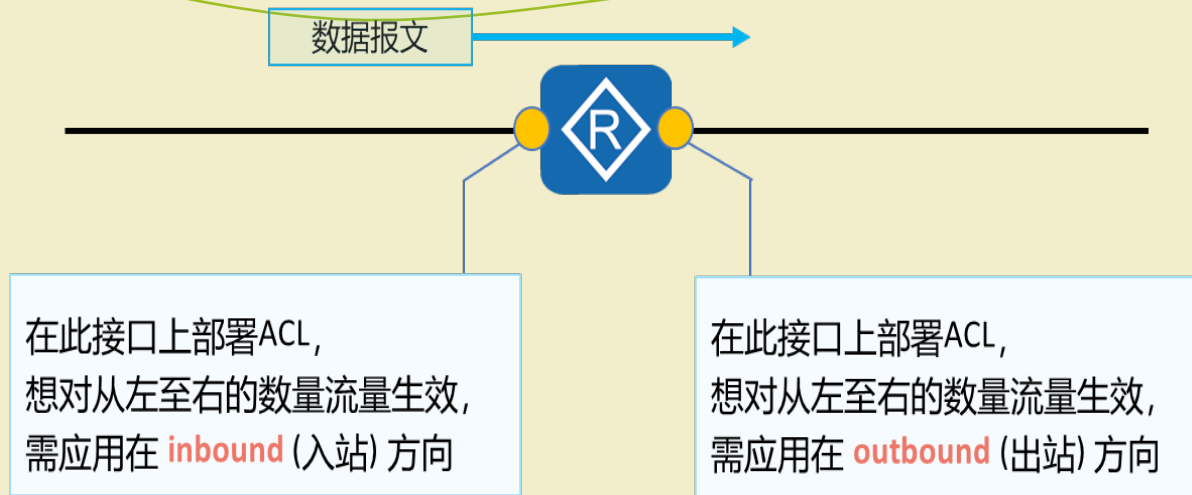 数据报文
R
在此接口上部署ACL,
想对从左至右的数量流量生效,
需应用在 inbound (入站) 方向
在此接口上部署ACL,
想对从左至右的数量流量生效,
需应用在 outbound (出站) 方向